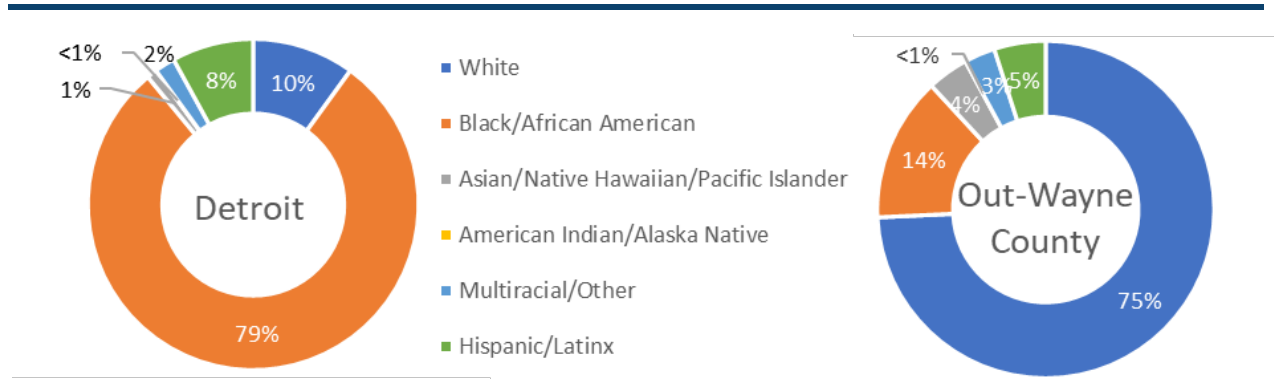 <1%
2%
1%
8%
10%
79%
Detroit
White
Black/African American
Asian/Native Hawaiian/Pacific Islander
American Indian/Alaska Native
Multiracial/Other
Hispanic/Latinx
<1%
3%
5%
4%
14%
75%
Out-Wayne
County